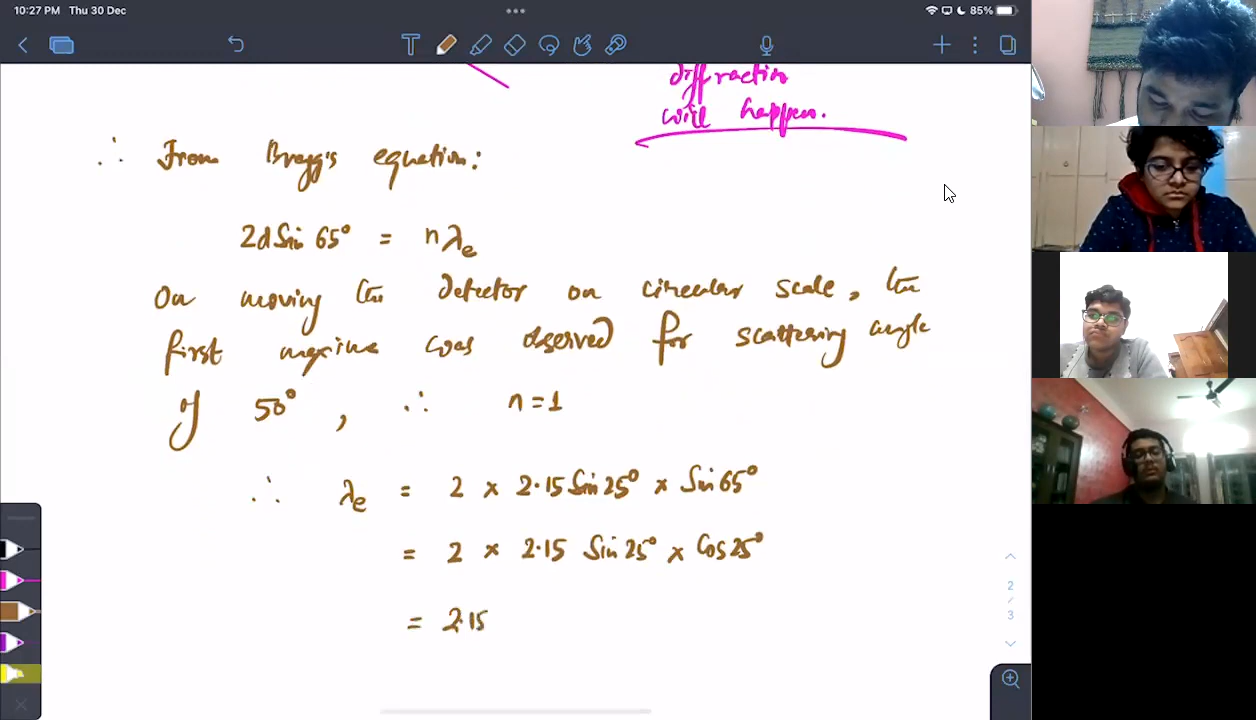 10:27 PM Thu 30 Dec
85%
diffraction
will happen.
∴ From Bragg's equation:
2d Sin 65° = nλe
On moving the detector on circular scale, the
first maxima was observed for scattering angle
of 50°, ∴ n = 1
∴ λe = 2 × 2.15 Sin 25° × Sin 65°
= 2 × 2.15 Sin 25° × Cos 25°
= 2.15
2
/
3